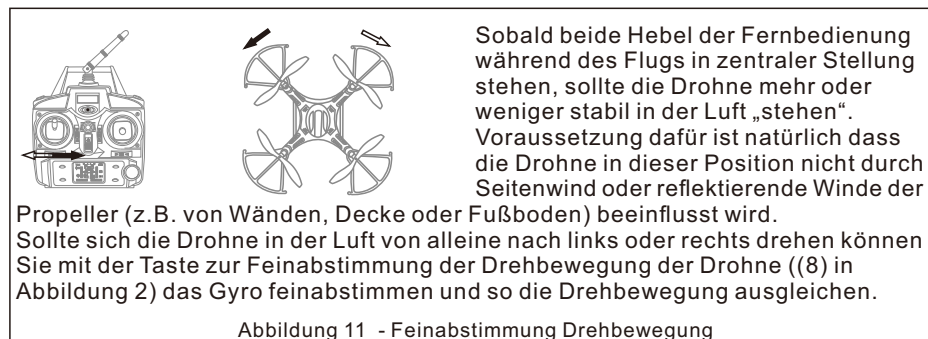 Sobald beide Hebel der Fernbedienung
während des Flugs in zentraler Stellung
stehen, sollte die Drohne mehr oder
weniger stabil in der Luft „stehen“.
Voraussetzung dafür ist natürlich dass
die Drohne in dieser Position nicht durch
Seitenwind oder reflektierende Winde der
Propeller (z.B. von Wänden, Decke oder Fußboden) beeinflusst wird.
Sollte sich die Drohne in der Luft von alleine nach links oder rechts drehen können
Sie mit der Taste zur Feinabstimmung der Drehbewegung der Drohne ((8) in
Abbildung 2) das Gyro feinabstimmen und so die Drehbewegung ausgleichen.
Abbildung 11 - Feinabstimmung Drehbewegung